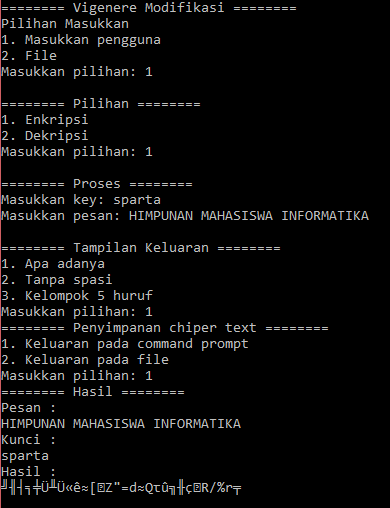 ======== Vigenere Modifikasi ========
Pilihan Masukkan
1. Masukkan pengguna
2. File
Masukkan pilihan: 1
======== Pilihan ========
1. Enkripsi
2. Dekripsi
Masukkan pilihan: 1
======== Proses ========
Masukkan key: sparta
Masukkan pesan: HIMPUNAN MAHASISWA INFORMATIKA
======== Tampilan Keluaran ========
1. Apa adanya
2. Tanpa spasi
3. Kelompok 5 huruf
Masukkan pilihan: 1
======== Penyimpanan chiper text ========
1. Keluaran pada command prompt
2. Keluaran pada file
Masukkan pilihan: 1
======== Hasil ========
Pesan :
HIMPUNAN MAHASISWA INFORMATIKA
Kunci :
sparta
Hasil :